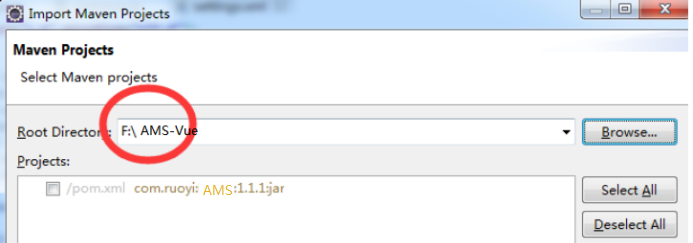 Import Maven Projects
Maven Projects
Select Maven projects
Root Directory: F:\ AMS-Vue Browse...
Projects:
/pom.xml com.ruoyi: AMS:1.1.1:jar Select All
Deselect All